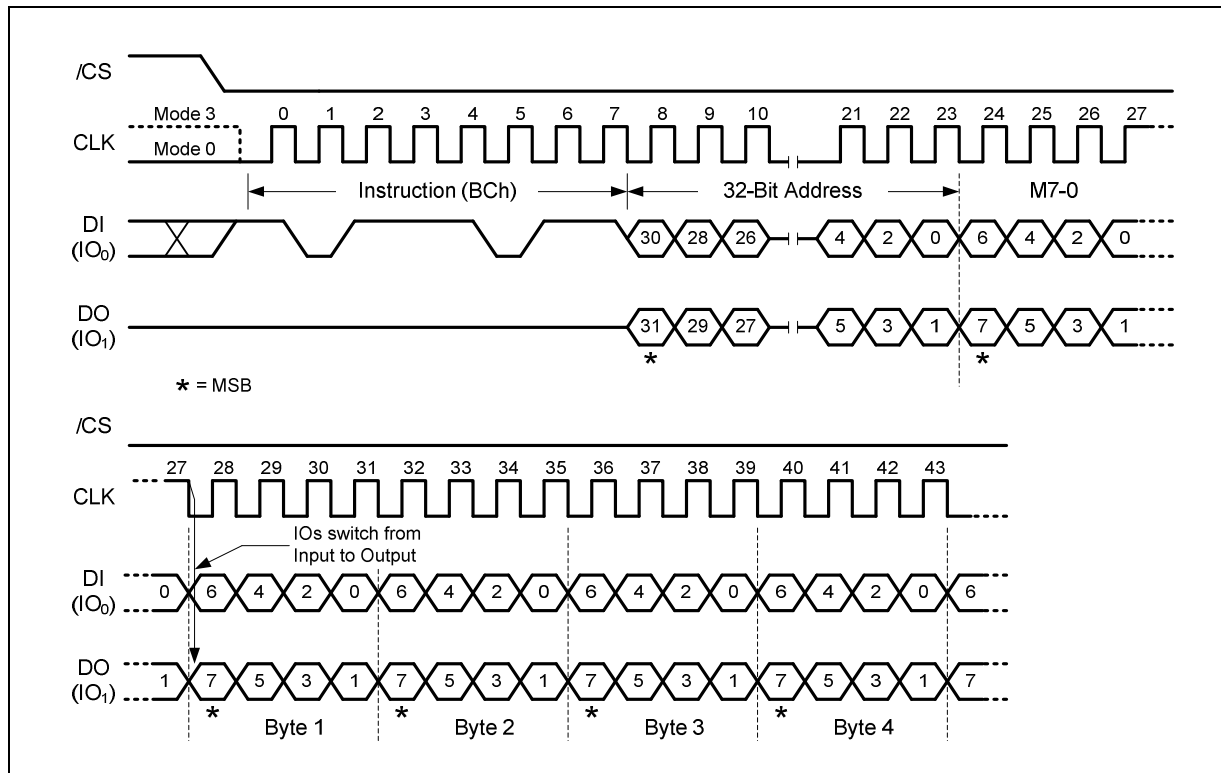 /CS
Mode 3
0 1 2 3 4 5 6 7 8 9 10 21 22 23 24 25 26 27
CLK
Mode 0
Instruction (BCh) 32-Bit Address M7-0
DI
(IO₀)
30 28 26 4 2 0 6 4 2 0
DO
(IO₁)
31 29 27 5 3 1 7 5 3 1
* *
* = MSB
/CS
27 28 29 30 31 32 33 34 35 36 37 38 39 40 41 42 43
CLK
IOs switch from
Input to Output
DI
(IO₀)
0 6 4 2 0 6 4 2 0 6 4 2 0 6 4 2 0 6
DO
(IO₁)
1 7 5 3 1 7 5 3 1 7 5 3 1 7 5 3 1 7
* * * *
Byte 1 Byte 2 Byte 3 Byte 4